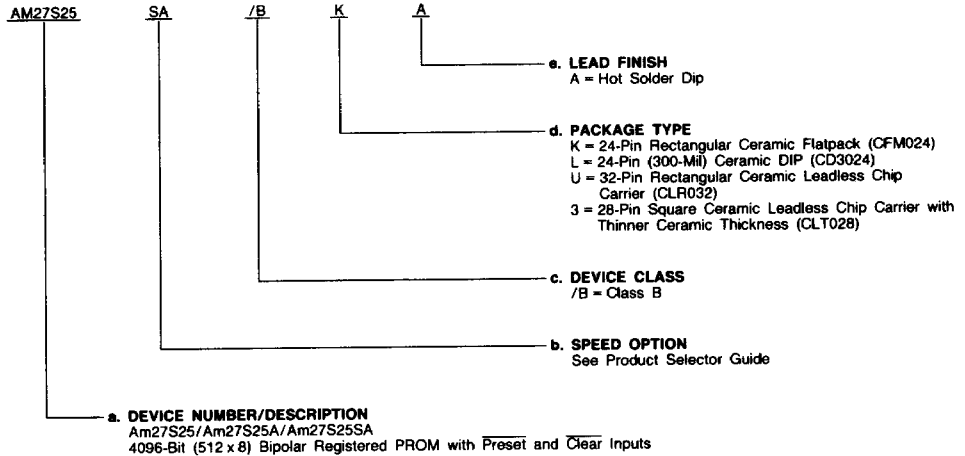 AM27S25 SA /B K A
e. LEAD FINISH
A = Hot Solder Dip
d. PACKAGE TYPE
K = 24-Pin Rectangular Ceramic Flatpack (CFM024)
L = 24-Pin (300-Mil) Ceramic DIP (CD3024)
U = 32-Pin Rectangular Ceramic Leadless Chip
Carrier (CLR032)
3 = 28-Pin Square Ceramic Leadless Chip Carrier with
Thinner Ceramic Thickness (CLT028)
c. DEVICE CLASS
/B = Class B
b. SPEED OPTION
See Product Selector Guide
a. DEVICE NUMBER/DESCRIPTION
Am27S25/Am27S25A/Am27S25SA
4096-Bit (512 x 8) Bipolar Registered PROM with Preset and Clear Inputs